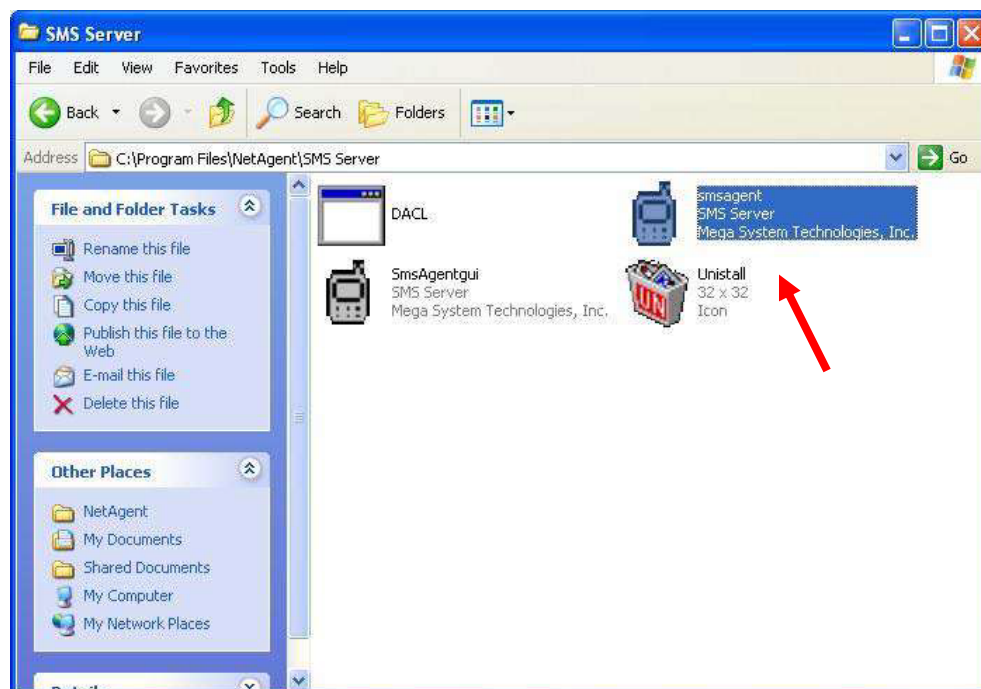 SMS Server
File Edit View Favorites Tools Help
Back Search Folders
Address C:\Program Files\NetAgent\SMS Server Go
File and Folder Tasks
Rename this file
Move this file
Copy this file
Publish this file to the
Web
E-mail this file
Delete this file
Other Places
NetAgent
My Documents
Shared Documents
My Computer
My Network Places
DACL
smsagent
SMS Server
Mega System Technologies, Inc.
SmsAgentgui
SMS Server
Mega System Technologies, Inc.
UN
Unistall
32 x 32
Icon